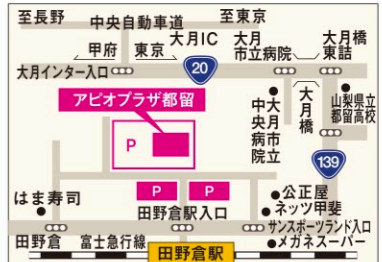 至長野
中央自動車道
至東京
甲府
東京
大月IC
大月
市立病院
大月橋
東詰
大月インター入口
20
アピオプラザ都留
P
大月市立
中央病院
大月橋
山梨県立
都留高校
139
P
P
はま寿司
田野倉駅入口
公正屋
ネッツ甲斐
サンスポーツランド入口
田野倉
富士急行線
田野倉駅
メガネスーパー